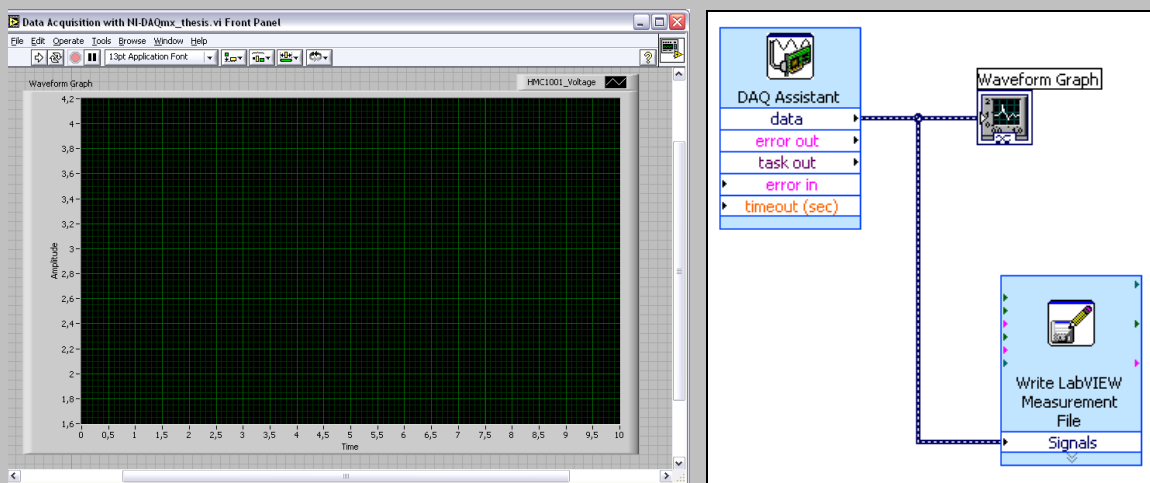 Data Acquisition with NI-DAQmx_thesis.vi Front Panel
File Edit Operate Tools Browse Window Help
13pt Application Font
?
Waveform Graph
HMC1001_Voltage
4,2
4
3,8
3,6
3,4
3,2
3
2,8
2,6
2,4
2,2
2
1,8
1,6
Amplitude
0 0,5 1 1,5 2 2,5 3 3,5 4 4,5 5 5,5 6 6,5 7 7,5 8 8,5 9 9,5 10
Time
DAQ Assistant
data
error out
task out
error in
timeout (sec)
Waveform Graph
Write LabVIEW
Measurement
File
Signals